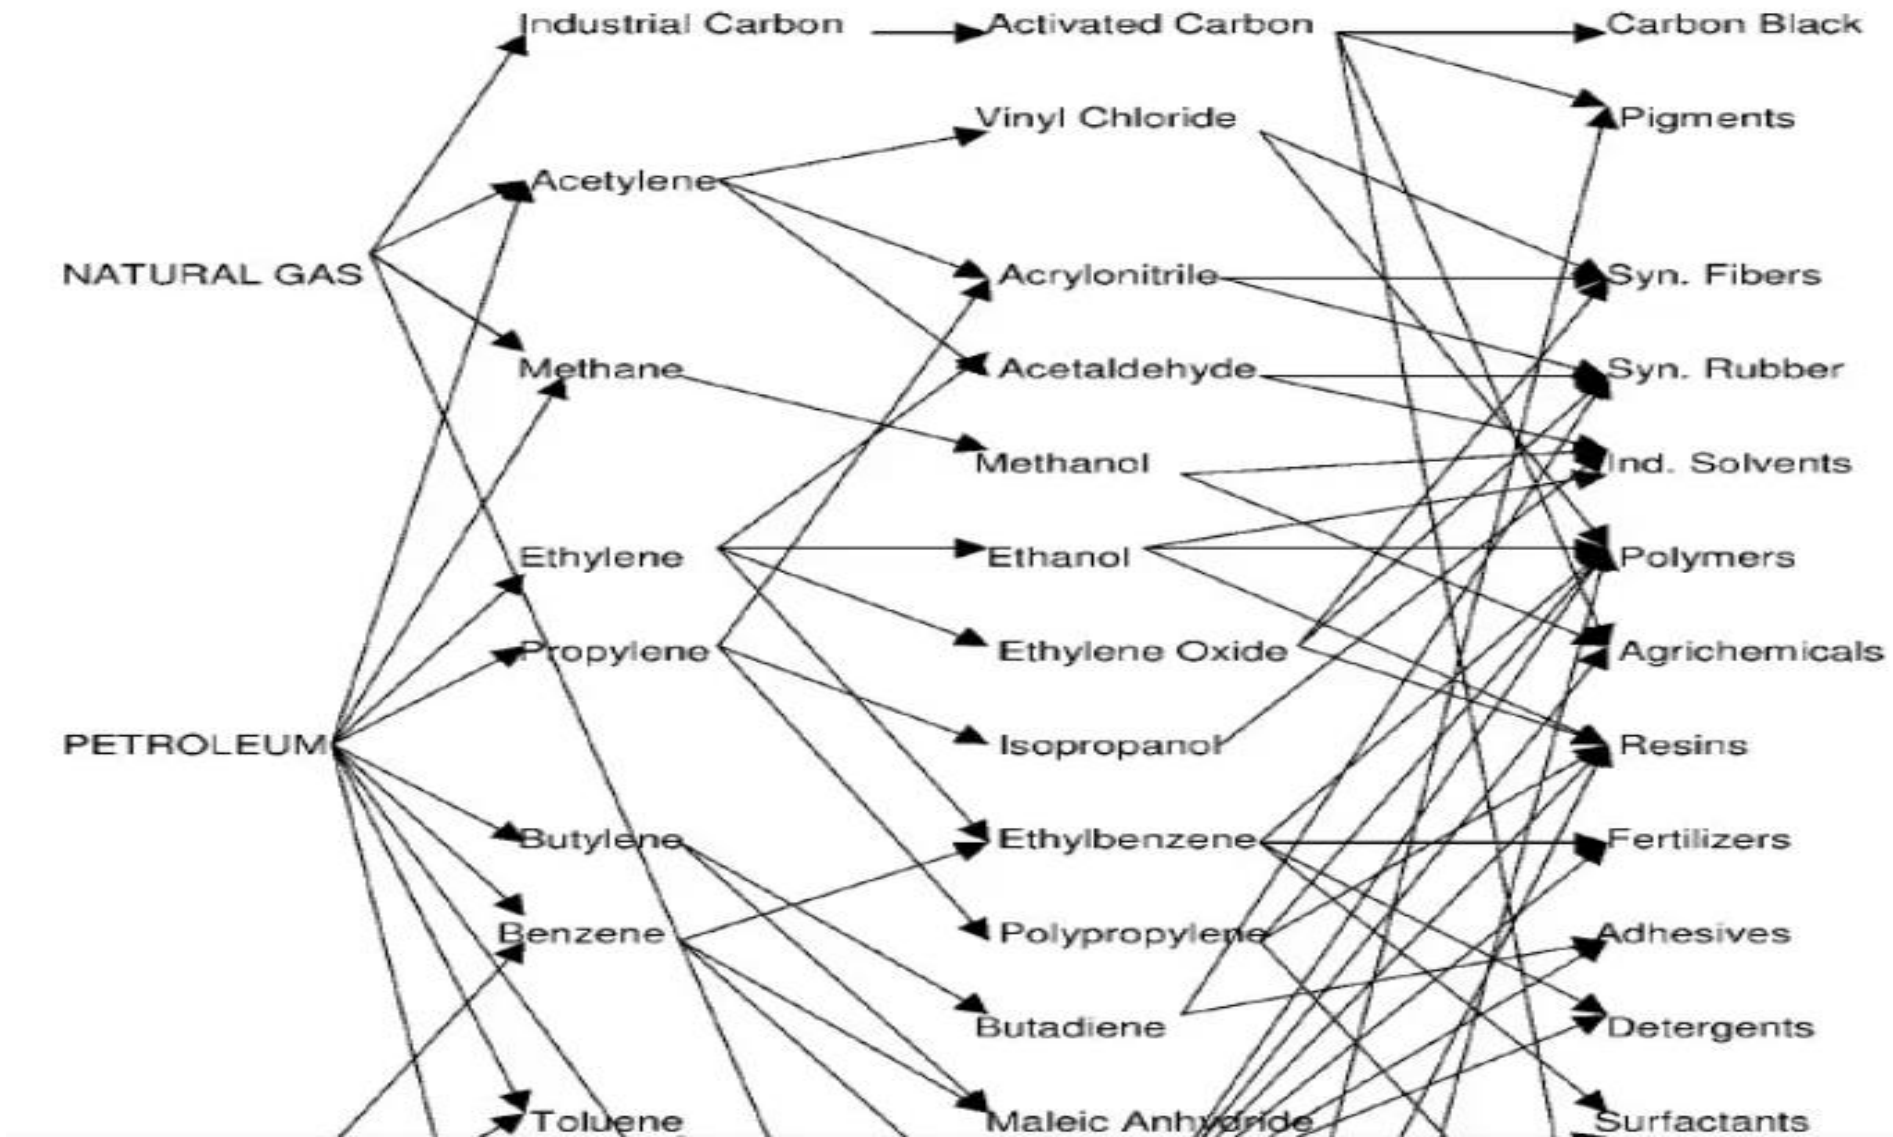 Industrial Carbon
Activated Carbon
Carbon Black
Vinyl Chloride
Pigments
Acetylene
NATURAL GAS
Acrylonitrile
Syn. Fibers
Methane
Acetaldehyde
Syn. Rubber
Methanol
Ind. Solvents
Ethylene
Ethanol
Polymers
Propylene
Ethylene Oxide
Agrichemicals
PETROLEUM
Isopropanol
Resins
Butylene
Ethylbenzene
Fertilizers
Benzene
Polypropylene
Adhesives
Butadiene
Detergents
Toluene
Maleic Anhydride
Surfactants